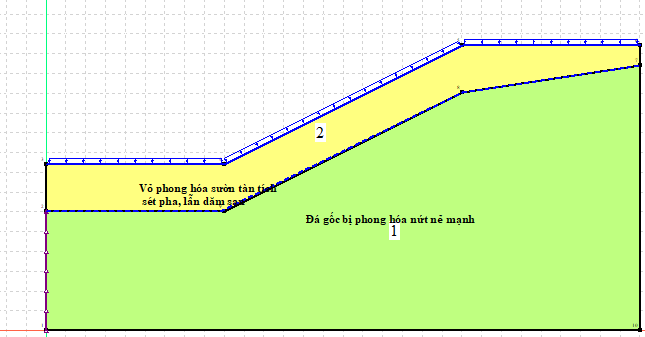 2
Vỏ phong hóa sườn tàn tích
sét pha, lẫn dăm sạn
Đá gốc bị phong hóa nứt nẻ mạnh
1
10